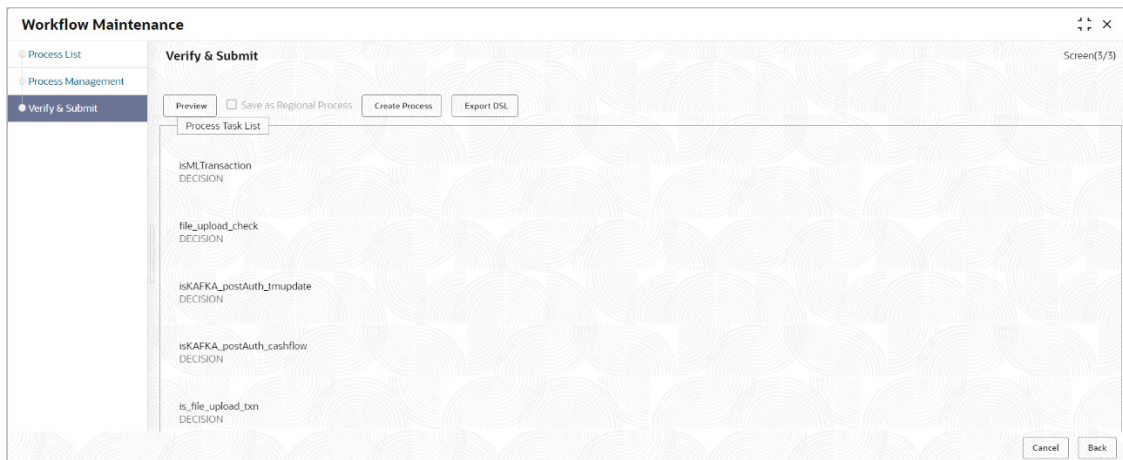 Workflow Maintenance
Process List
Process Management
Verify & Submit
Verify & Submit
Screen(3/3)
Preview
Save as Regional Process
Create Process
Export DSL
Process Task List
isMLTransaction
DECISION
file_upload_check
DECISION
isKAFKA_postAuth_tmupdate
DECISION
isKAFKA_postAuth_cashflow
DECISION
is_file_upload_txn
DECISION
Cancel
Back